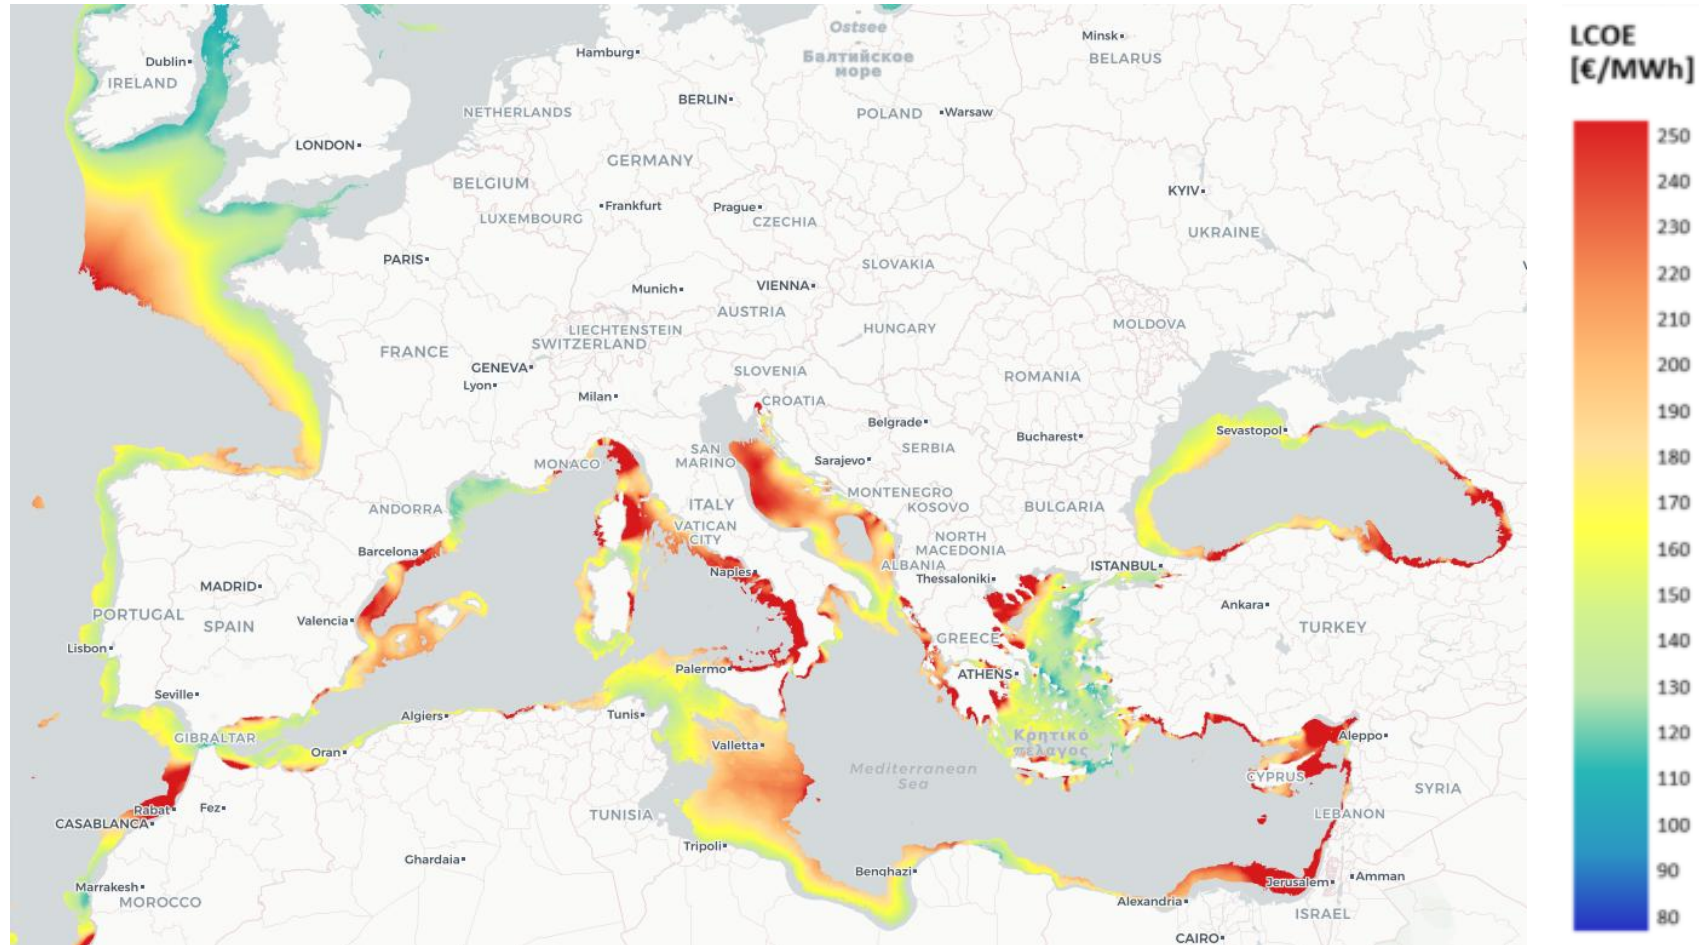 Ostsee
-
Балтийское
море
Minsk
BELARUS
Hamburg
Dublin
IRELAND
BERLIN
NETHERLANDS
POLAND
Warsaw
LONDON
GERMANY
BELGIUM
KYIV
Frankfurt
Prague
LUXEMBOURG
CZECHIA
UKRAINE
PARIS
SLOVAKIA
Munich
VIENNA
AUSTRIA
LIECHTENSTEIN
SWITZERLAND
HUNGARY
MOLDOVA
FRANCE
GENEVA
SLOVENIA
Lyon
ROMANIA
Milan
CROATIA
Belgrade
Sevastopol
Bucharest
SAN
MARINO
SERBIA
MONACO
Sarajevo
MONTENEGRO
KOSOVO
ANDORRA
ITALY
BULGARIA
VATICAN
CITY
NORTH
MACEDONIA
Barcelona
ALBANIA
ISTANBUL
Naples
Thessaloniki
MADRID
Ankara
PORTUGAL
SPAIN
Valencia
TURKEY
Lisbon
GREECE
Palermo
ATHENS
Seville
Algiers
Tunis
GIBRALTAR
Oran
Valletta
Κρητικό
πέλαγος
Aleppo
Mediterranean
Sea
CYPRUS
SYRIA
Rabat
Fez
CASABLANCA
TUNISIA
LEBANON
Tripoli
Ghardaia
Benghazi
Marrakesh
MOROCCO
Jerusalem
Amman
Alexandria
ISRAEL
CAIRO
LCOE
[€/MWh]
250
240
230
220
210
200
190
180
170
160
150
140
130
120
110
100
90
80